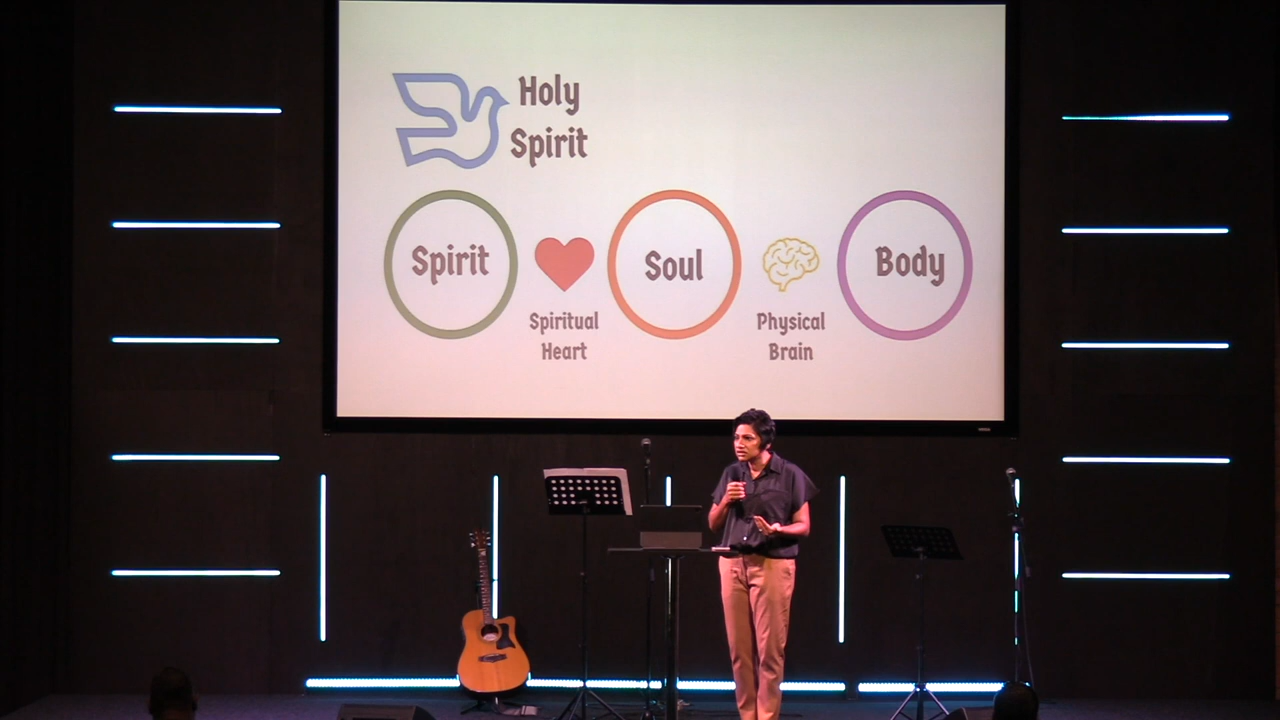 Holy
Spirit
Spirit
Soul
Body
Spiritual
Heart
Physical
Brain